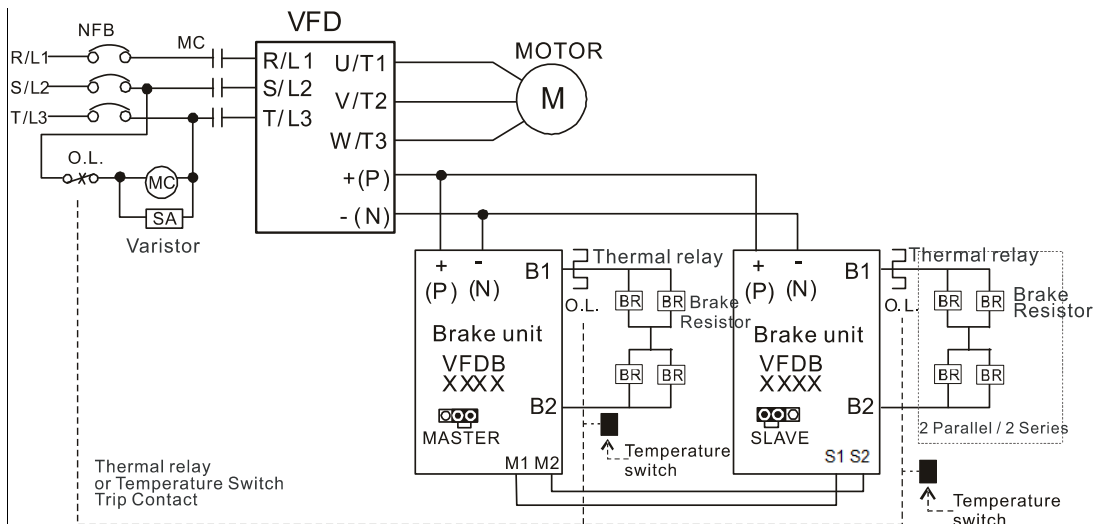 VFD
NFB
MC
MOTOR
R/L1
R/L1
U/T1
S/L2
S/L2
V/T2
M
T/L3
T/L3
W/T3
O.L.
MC
+(P)
SA
-(N)
Varistor
+
(P)
-
(N)
B1
Thermal relay
O.L.
BR
BR
Brake
Resistor
Brake unit
VFDB
XXXX
BR
BR
B2
MASTER
M1 M2
Temperature
switch
+
(P)
-
(N)
B1
Thermal relay
O.L.
BR
BR
Brake
Resistor
Brake unit
VFDB
XXXX
BR
BR
B2
2 Parallel / 2 Series
SLAVE
S1 S2
Temperature
switch
Thermal relay
or Temperature Switch
Trip Contact